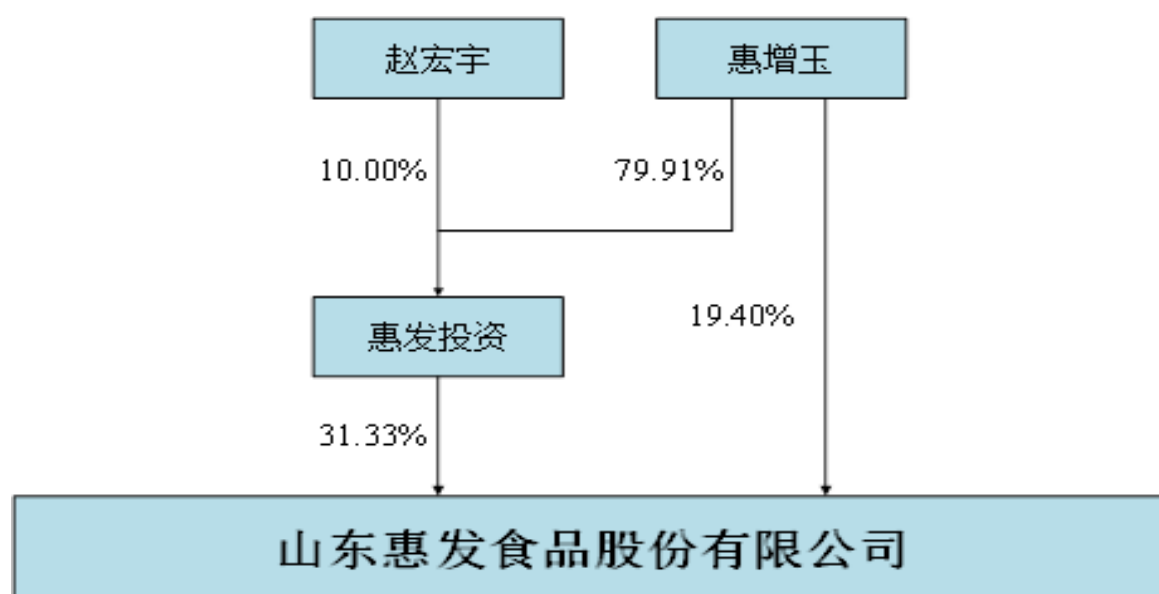 赵宏宇
惠增玉
10.00%
79.91%
惠发投资
19.40%
31.33%
山东惠发食品股份有限公司